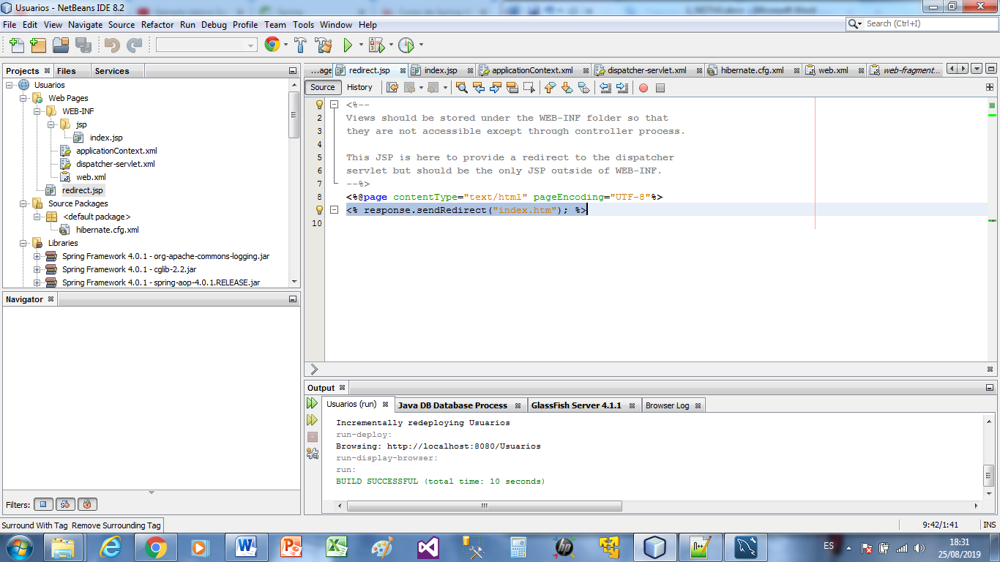 Usuarios - NetBeans IDE 8.2
File Edit View Navigate Source Refactor Run Debug Profile Team Tools Window Help
Search (Ctrl+I)
Projects Files Services
Usuarios
Web Pages
WEB-INF
jsp
index.jsp
applicationContext.xml
dispatcher-servlet.xml
web.xml
redirect.jsp
Source Packages
<default package>
hibernate.cfg.xml
Libraries
Spring Framework 4.0.1 - org-apache-commons-logging.jar
Spring Framework 4.0.1 - cglib-2.2.jar
Spring Framework 4.0.1 - spring-aop-4.0.1.RELEASE.jar
Navigator
Filters:
Surround With Tag Remove Surrounding Tag
...age redirect.jsp index.jsp applicationContext.xml dispatcher-servlet.xml hibernate.cfg.xml web.xml web-fragment...
Source History
<%--
2 Views should be stored under the WEB-INF folder so that
3 they are not accessible except through controller process.
4
5 This JSP is here to provide a redirect to the dispatcher
6 servlet but should be the only JSP outside of WEB-INF.
7 --%>
8 <%@page contentType="text/html" pageEncoding="UTF-8"%>
<% response.sendRedirect("index.htm"); %>
10
Output
Usuarios (run) Java DB Database Process GlassFish Server 4.1.1 Browser Log
Incrementally redeploying Usuarios
run-deploy:
Browsing: http://localhost:8080/Usuarios
run-display-browser:
run:
BUILD SUCCESSFUL (total time: 10 seconds)
9:42/1:41 INS
ES
18:31
25/08/2019